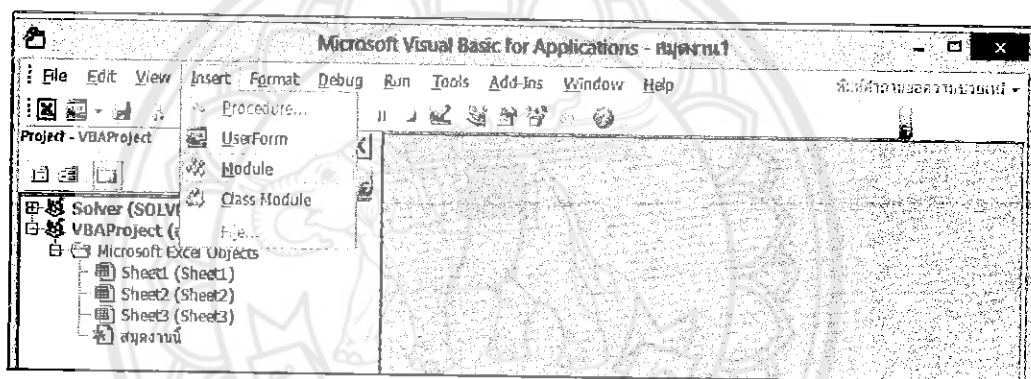 Microsoft Visual Basic for Applications - สมุดงาน1
File Edit View Insert Format Debug Run Tools Add-Ins Window Help
Procedure...
Project - VBAProject
UserForm
Module
Class Module
Solver (SOLV
VBAProject (
File...
Microsoft Excel Objects
Sheet1 (Sheet1)
Sheet2 (Sheet2)
Sheet3 (Sheet3)
สมุดงานนี้